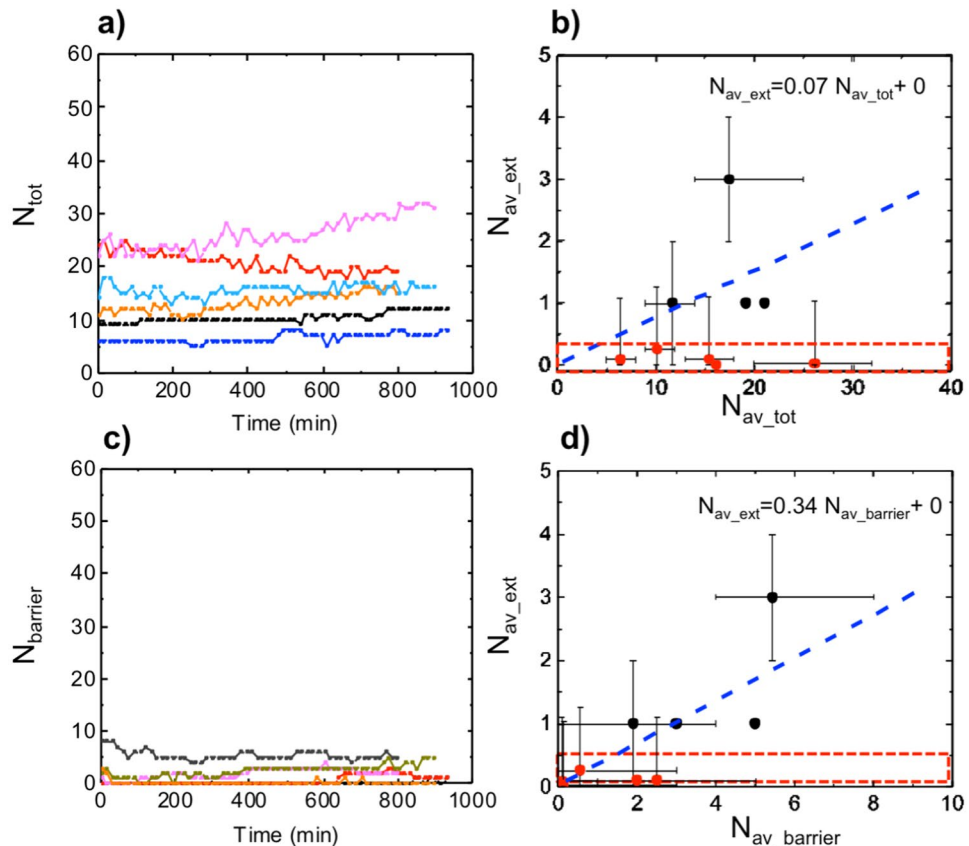 a)
60
50
40
30
20
10
0
N_tot
0 200 400 600 800 1000
Time (min)
b)
5
4
3
2
1
0
N_av_ext
N_av_ext=0.07 N_av_tot+ 0
0 10 20 30 40
N_av_tot
c)
60
50
40
30
20
10
0
N_barrier
0 200 400 600 800 1000
Time (min)
d)
5
4
3
2
1
0
N_av_ext
N_av_ext=0.34 N_av_barrier+ 0
2 4 6 8 10
N_av_barrier